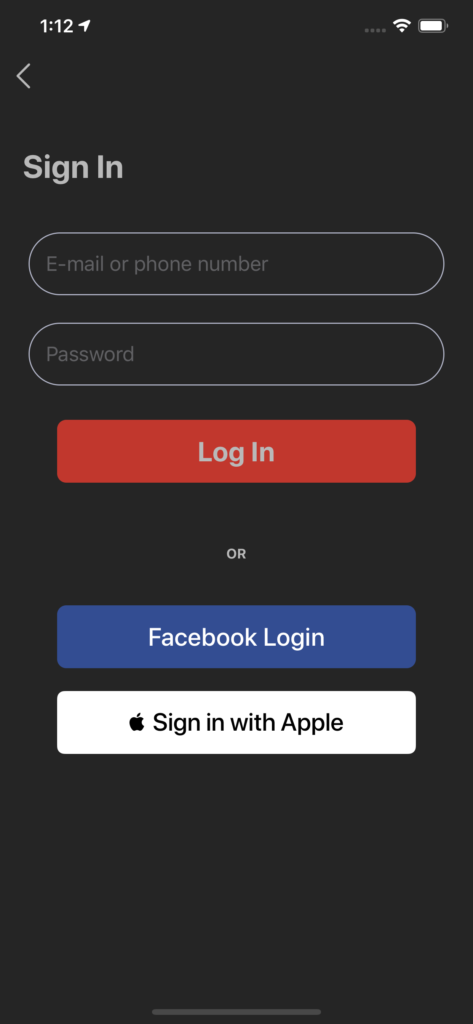 1:12
Sign In
E-mail or phone number
Password
Log In
OR
Facebook Login
Sign in with Apple